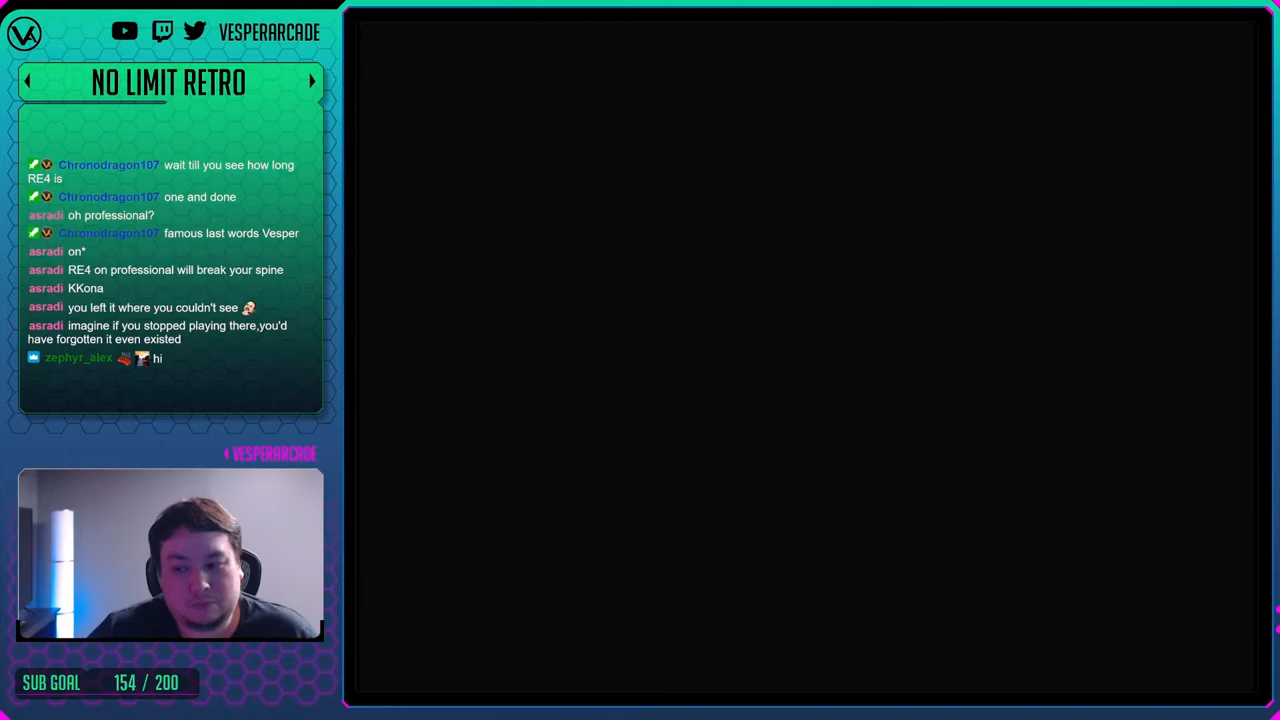 VESPERARCADE
NO LIMIT RETRO
Chronodragon107 wait till you see how long
RE4 is
Chronodragon107 one and done
asradi oh professional?
Chronodragon107 famous last words Vesper
asradi on*
asradi RE4 on professional will break your spine
asradi KKona
asradi you left it where you couldn't see
asradi imagine if you stopped playing there,you'd
have forgotten it even existed
zephyr_alex hi
VESPERARCADE
SUB GOAL 154 / 200